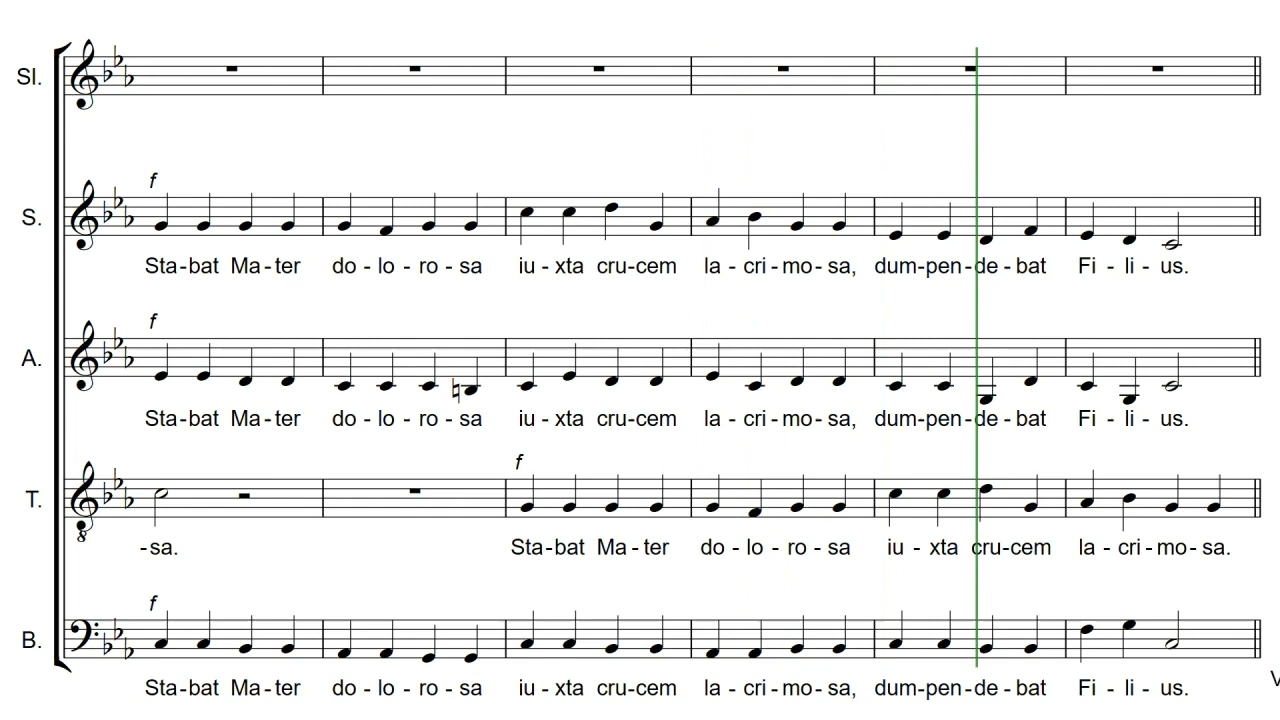 Sl.
f
S.
Sta-bat Ma-ter do-lo-ro-sa iu-xta cru-cem la-cri-mo-sa, dum-pen-de-bat Fi-li-us.
f
A.
Sta-bat Ma-ter do-lo-ro-sa iu-xta cru-cem la-cri-mo-sa, dum-pen-de-bat Fi-li-us.
f
T.
8
-sa. Sta-bat Ma-ter do-lo-ro-sa iu-xta cru-cem la-cri-mo-sa.
f
B.
V
Sta-bat Ma-ter do-lo-ro-sa iu-xta cru-cem la-cri-mo-sa, dum-pen-de-bat Fi-li-us.